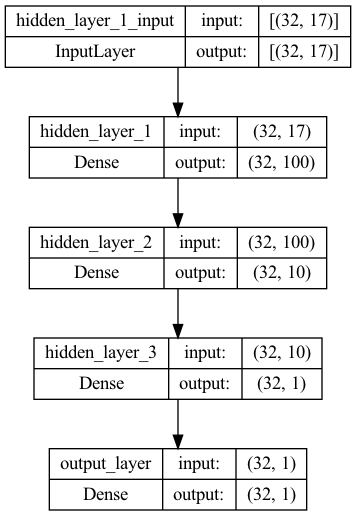 hidden_layer_1_input input: [(32, 17)]
InputLayer output: [(32, 17)]
hidden_layer_1 input: (32, 17)
Dense output: (32, 100)
hidden_layer_2 input: (32, 100)
Dense output: (32, 10)
hidden_layer_3 input: (32, 10)
Dense output: (32, 1)
output_layer input: (32, 1)
Dense output: (32, 1)